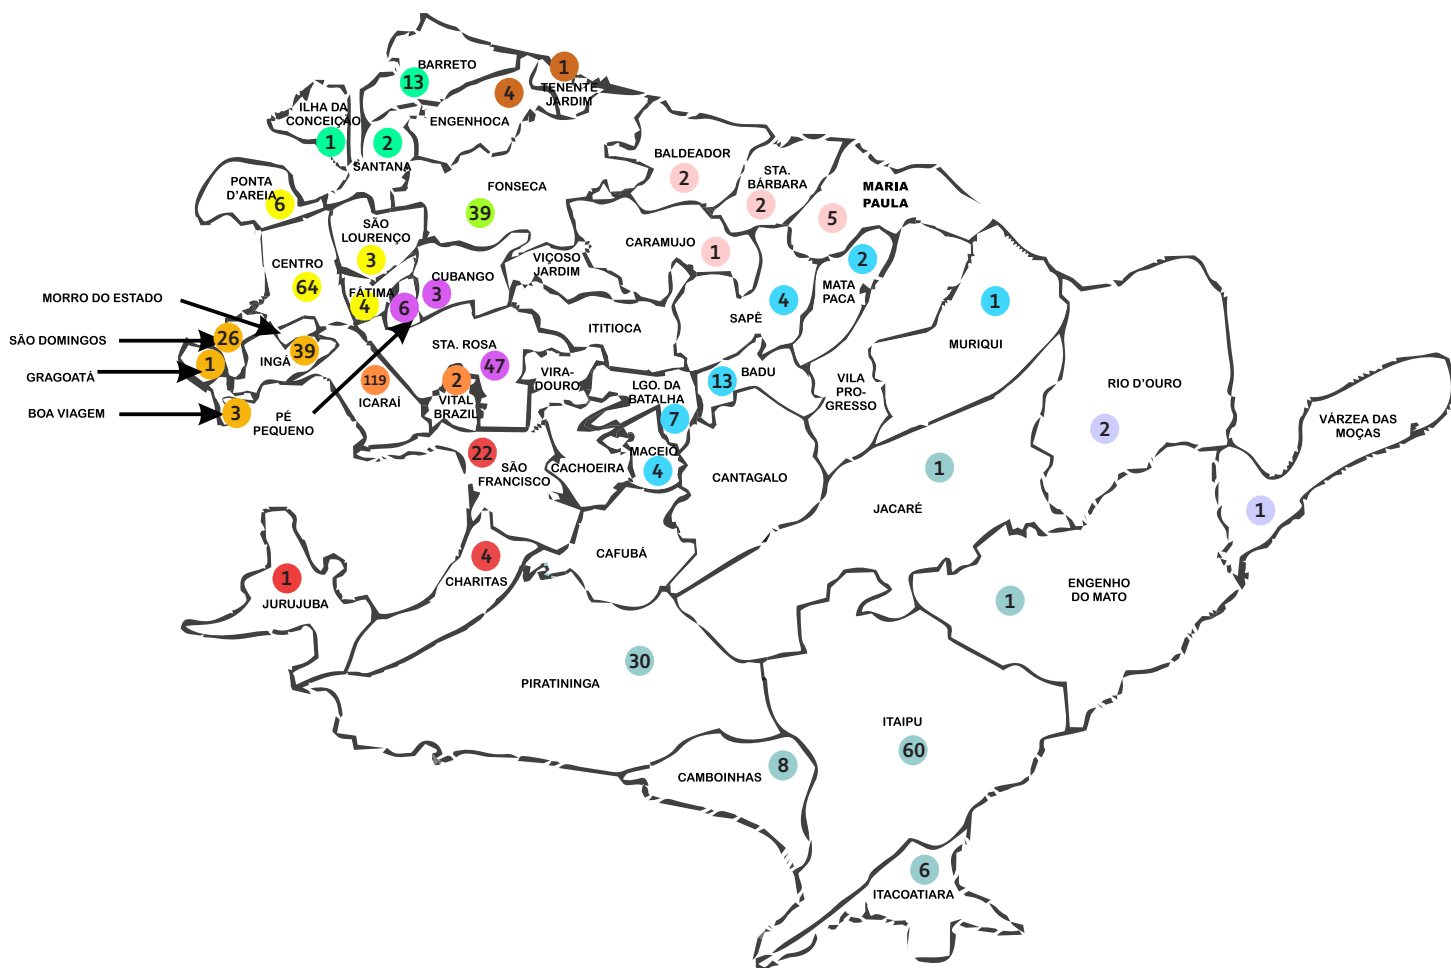 BARRETO
13
1
TENENTE
JARDIM
4
ENGENHOCA
ILHA DA
CONCEIÇÃO
1
2
SANTANA
PONTA
D'AREIA
6
FONSECA
39
BALDEADOR
2
STA.
BÁRBARA
2
MARIA
PAULA
5
SÃO
LOURENÇO
3
CARAMUJO
1
VIÇOSO
JARDIM
CUBANGO
3
CENTRO
64
FÁTIMA
4
6
2
MATA
PACA
4
SAPÊ
1
MURIQUI
MORRO DO ESTADO
SÃO DOMINGOS
GRAGOATÁ
BOA VIAGEM
PÉ
PEQUENO
26
1
INGÁ
39
3
ITITIOCA
STA. ROSA
47
119
ICARAÍ
2
VITAL
BRAZIL
VIRA-
DOURO
LGO. DA
BATALHA
7
BADU
13
VILA
PRO-
GRESSO
RIO D'OURO
2
VÁRZEA DAS
MOÇAS
1
22
SÃO
FRANCISCO
CACHOEIRA
MACEIÓ
4
CANTAGALO
1
JACARÉ
4
CHARITAS
CAFUBÁ
1
JURUJUBA
ENGENHO
DO MATO
1
30
PIRATININGA
ITAIPU
60
CAMBOINHAS
8
6
ITACOATIARA